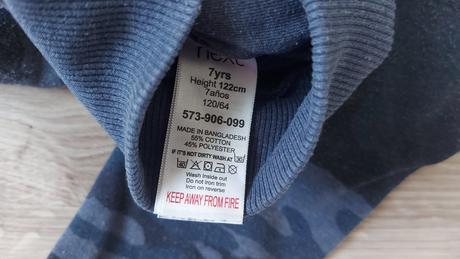 next
7yrs
Height 122cm
7años
120/64
573-906-099
MADE IN BANGLADESH
55% COTTON
45% POLYESTER
IF IT'S NOT DIRTY WASH AT 30
Wash inside out
Do not iron trim
Iron on reverse
KEEP AWAY FROM FIRE